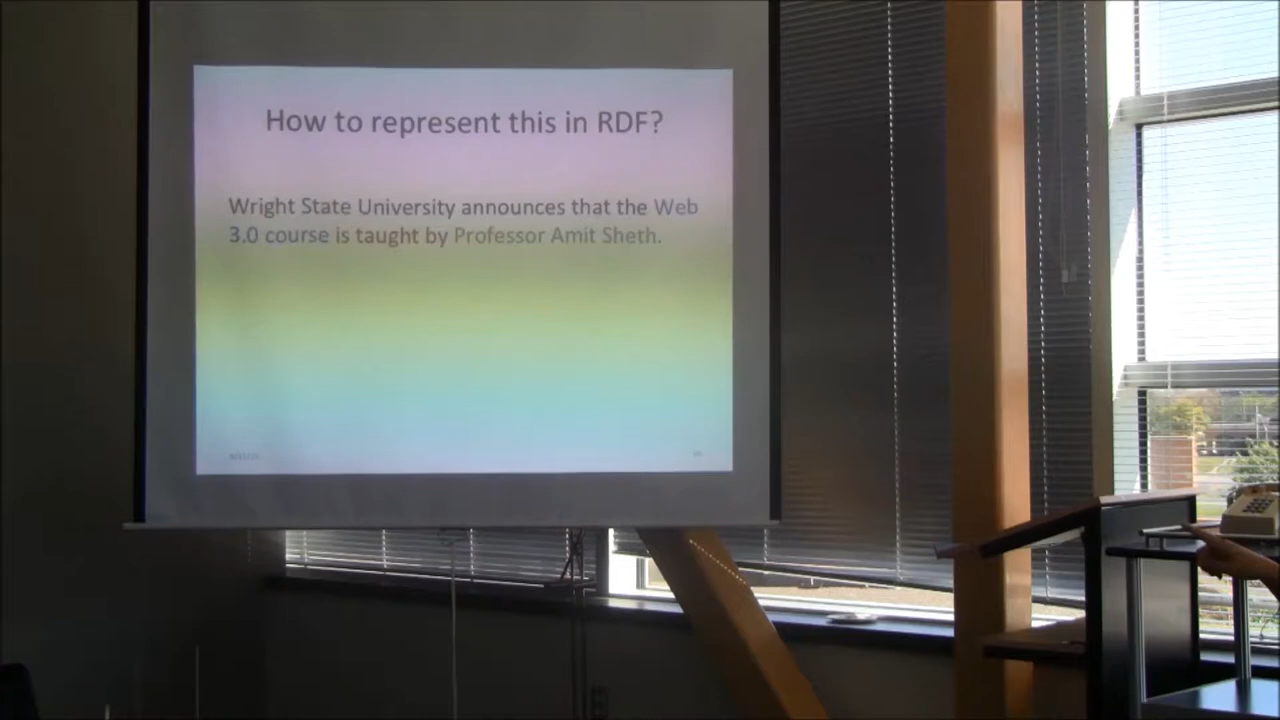 How to represent this in RDF?
Wright State University announces that the Web
3.0 course is taught by Professor Amit Sheth.